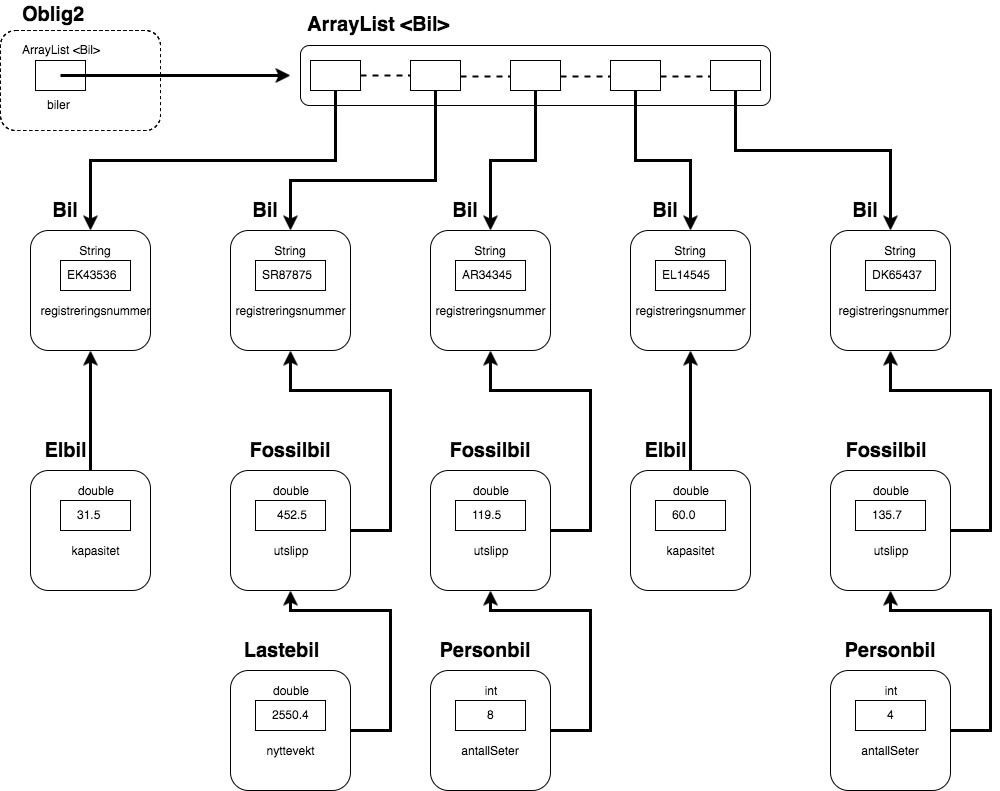 Oblig2
ArrayList <Bil>
ArrayList <Bil>
biler
Bil
Bil
Bil
Bil
Bil
String
String
String
String
String
EK43536
SR87875
AR34345
EL14545
DK65437
registreringsnummer
registreringsnummer
registreringsnummer
registreringsnummer
registreringsnummer
Elbil
Fossilbil
Fossilbil
Elbil
Fossilbil
double
double
double
double
double
31.5
452.5
119.5
60.0
135.7
kapasitet
utslipp
utslipp
kapasitet
utslipp
Lastebil
Personbil
Personbil
double
int
int
2550.4
8
4
nyttevekt
antallSeter
antallSeter